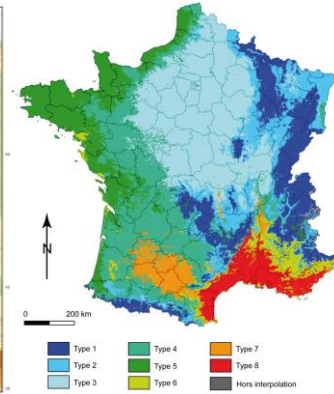 N
0 200 km
Type 1 Type 4 Type 7
Type 2 Type 5 Type 8
Type 3 Type 6 Hors interpolation